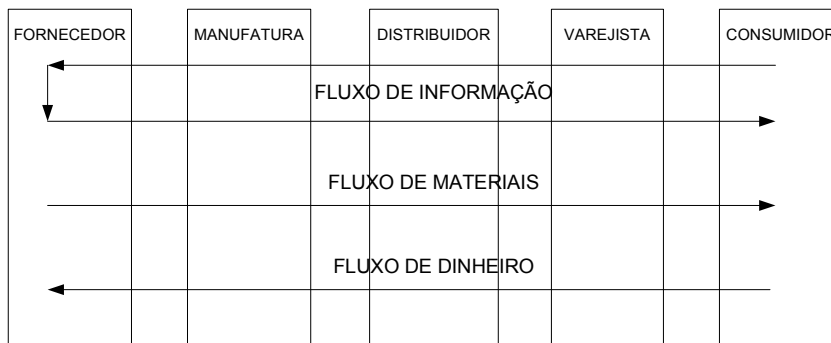 FORNECEDOR MANUFATURA DISTRIBUIDOR VAREJISTA CONSUMIDOR
FLUXO DE INFORMAÇÃO
FLUXO DE MATERIAIS
FLUXO DE DINHEIRO